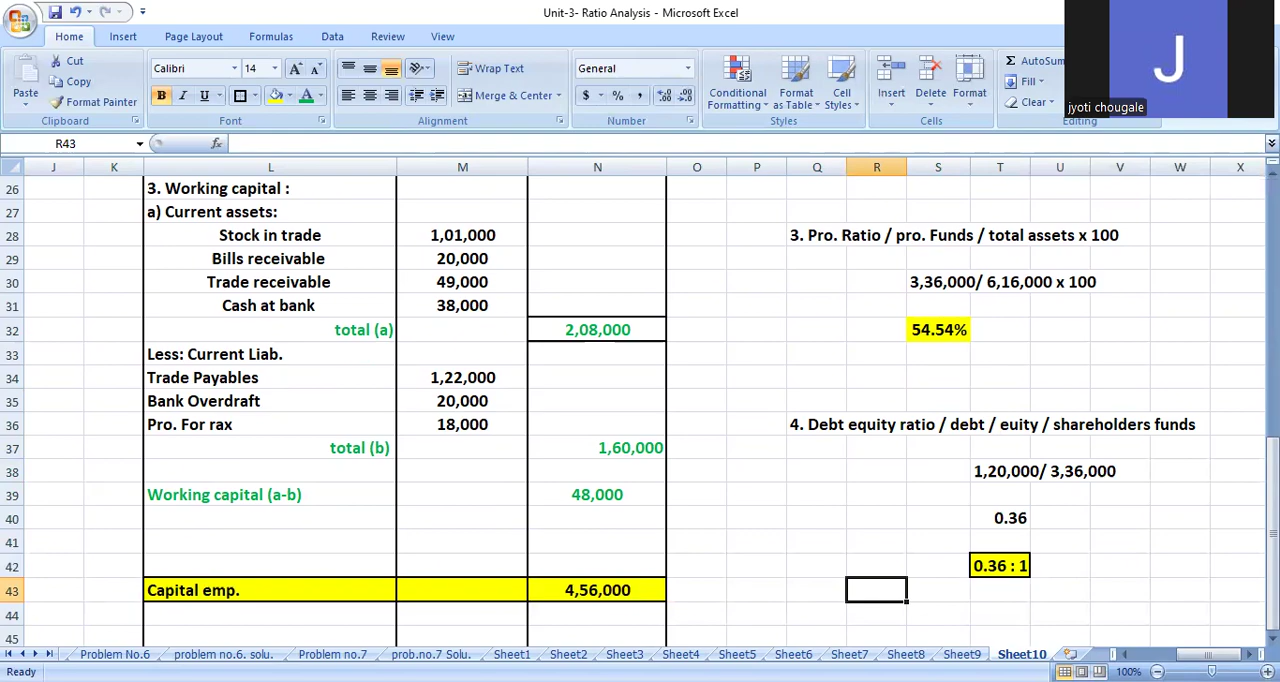 Unit-3- Ratio Analysis - Microsoft Excel
Home Insert Page Layout Formulas Data Review View
Paste
Cut
Copy
Format Painter
Clipboard
Calibri 14
B I U
Font
Wrap Text
Merge & Center
Alignment
General
$ % ,
Number
Conditional Formatting
Format as Table
Cell Styles
Styles
Insert Delete Format
Cells
Σ AutoSum
Fill
Clear
Editing
J
jyoti chougale
R43 fx
J K L M N O P Q R S T U V W X
26 3. Working capital :
27 a) Current assets:
28 Stock in trade 1,01,000 3. Pro. Ratio / pro. Funds / total assets x 100
29 Bills receivable 20,000
30 Trade receivable 49,000 3,36,000/ 6,16,000 x 100
31 Cash at bank 38,000
32 total (a) 2,08,000 54.54%
33 Less: Current Liab.
34 Trade Payables 1,22,000
35 Bank Overdraft 20,000
36 Pro. For rax 18,000 4. Debt equity ratio / debt / euity / shareholders funds
37 total (b) 1,60,000
38 1,20,000/ 3,36,000
39 Working capital (a-b) 48,000
40 0.36
41
42 0.36 : 1
43 Capital emp. 4,56,000
44
45
Problem No.6 problem no.6. solu. Problem no.7 prob.no.7 Solu. Sheet1 Sheet2 Sheet3 Sheet4 Sheet5 Sheet6 Sheet7 Sheet8 Sheet9 Sheet10
Ready 100%